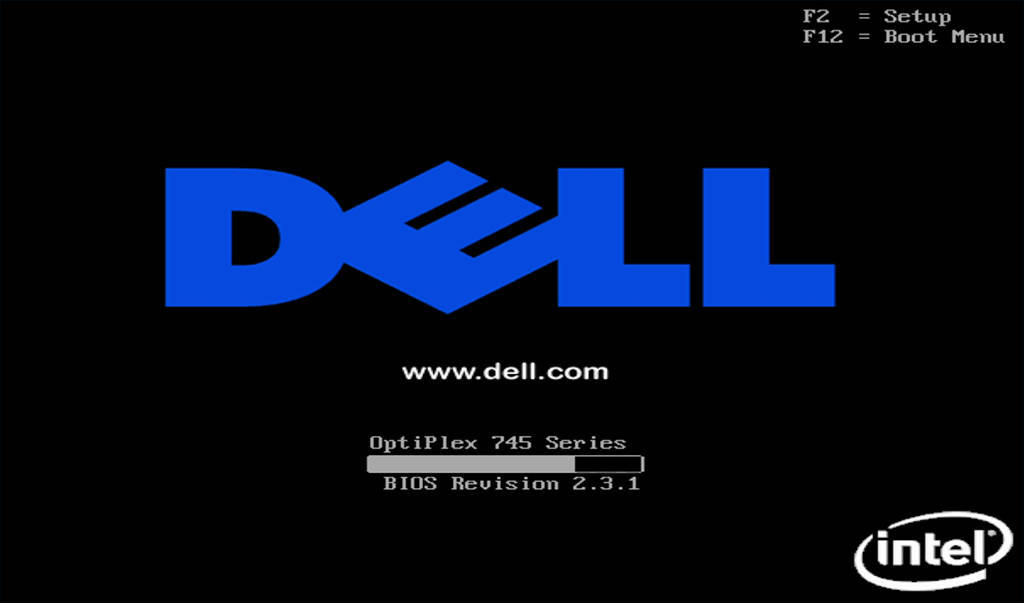 F2 = Setup
F12 = Boot Menu
DELL
www.dell.com
OptiPlex 745 Series
BIOS Revision 2.3.1
intel®